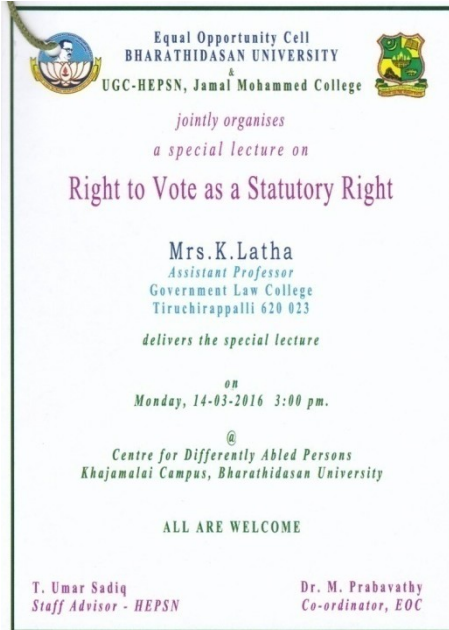 Equal Opportunity Cell
BHARATHIDASAN UNIVERSITY
&
UGC-HEPSN, Jamal Mohammed College
jointly organises
a special lecture on
Right to Vote as a Statutory Right
Mrs.K.Latha
Assistant Professor
Government Law College
Tiruchirappalli 620 023
delivers the special lecture
on
Monday, 14-03-2016 3:00 pm.
@
Centre for Differently Abled Persons
Khajamalai Campus, Bharathidasan University
ALL ARE WELCOME
T. Umar Sadiq
Staff Advisor - HEPSN
Dr. M. Prabavathy
Co-ordinator, EOC